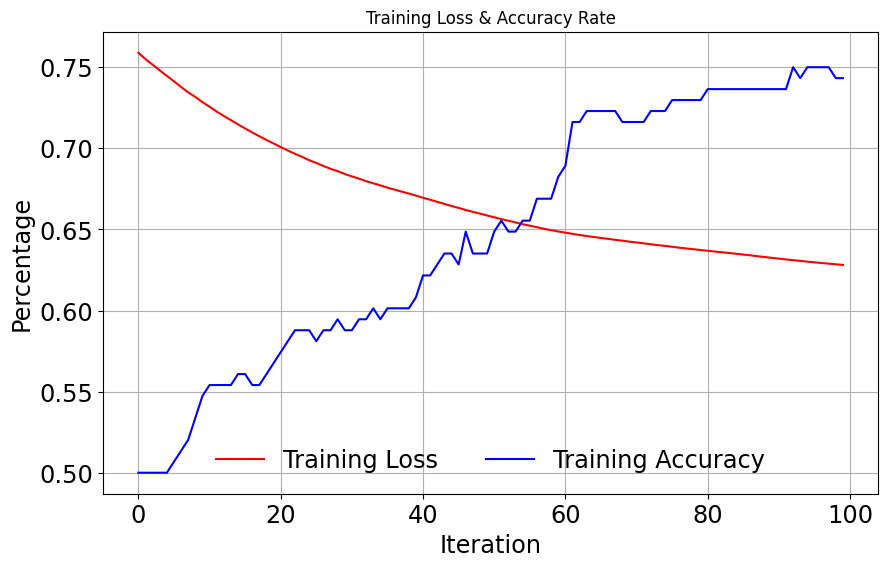 Training Loss & Accuracy Rate
Percentage
0.75
0.70
0.65
0.60
0.55
0.50
Training Loss
Training Accuracy
0 20 40 60 80 100
Iteration